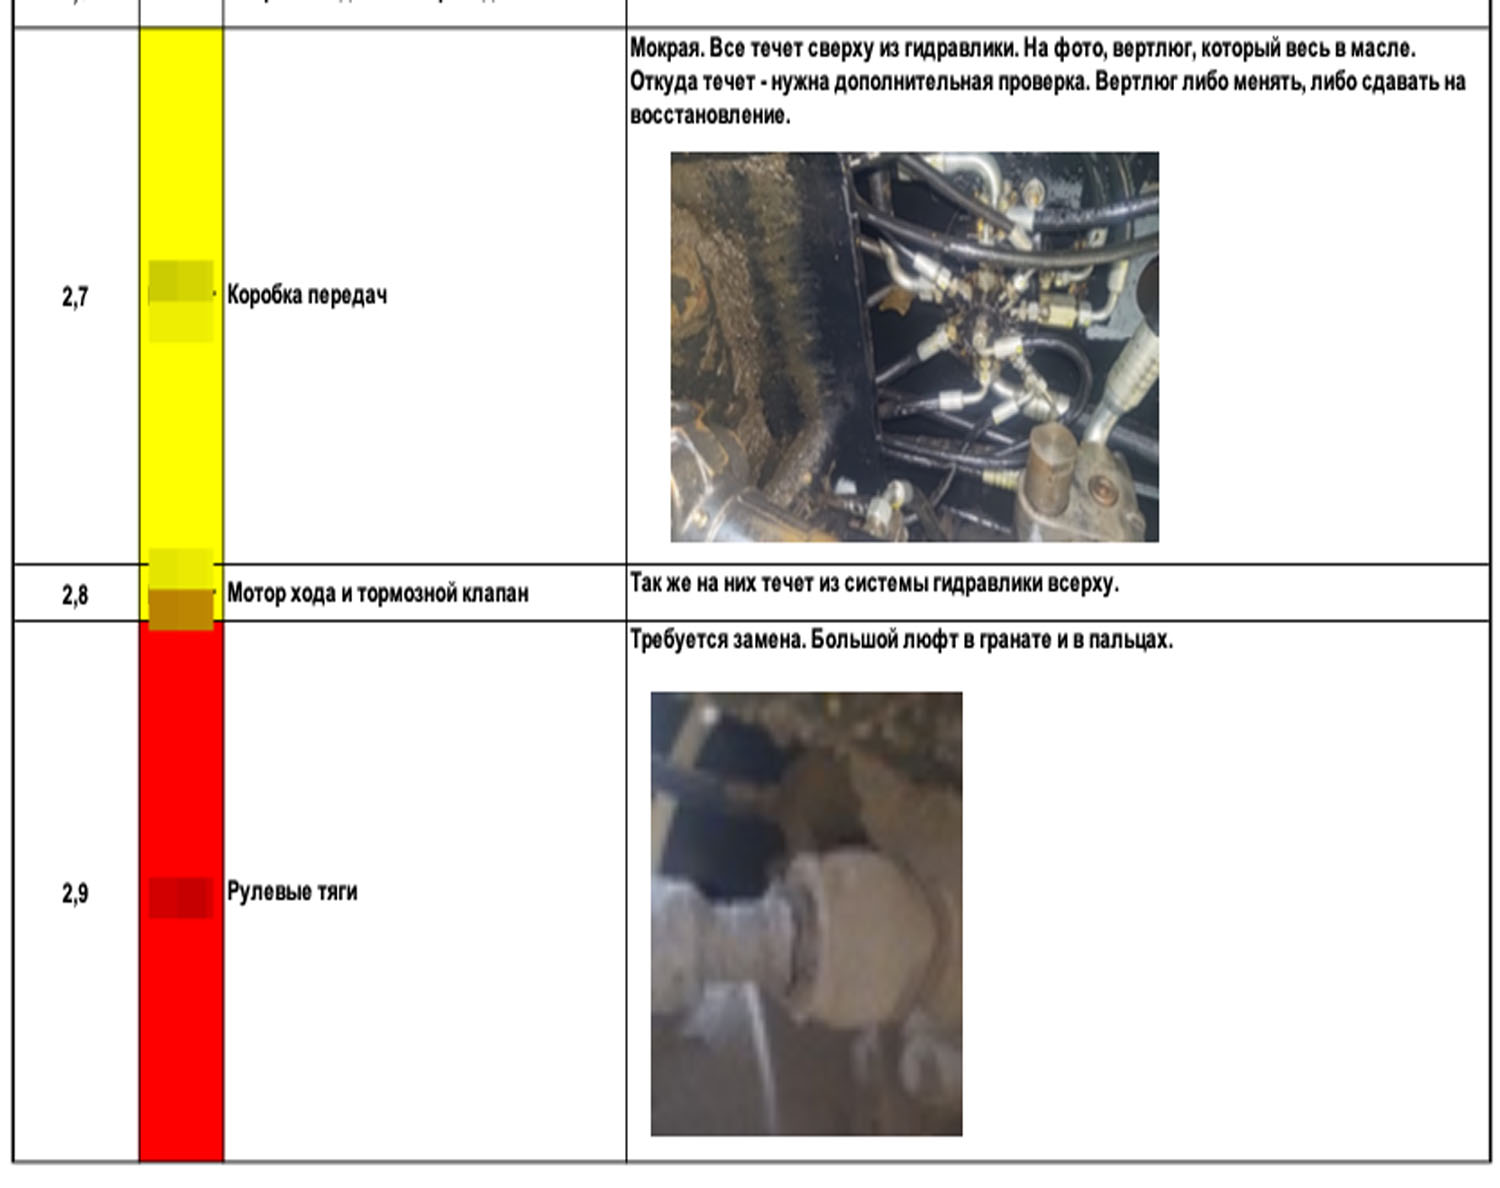 Мокрая. Все течет сверху из гидравлики. На фото, вертлюг, который весь в масле.
Откуда течет - нужна дополнительная проверка. Вертлюг либо менять, либо сдавать на
восстановление.
2,7
Коробка передач
2,8
Мотор хода и тормозной клапан
Так же на них течет из системы гидравлики всерху.
Требуется замена. Большой люфт в гранате и в пальцах.
2,9
Рулевые тяги